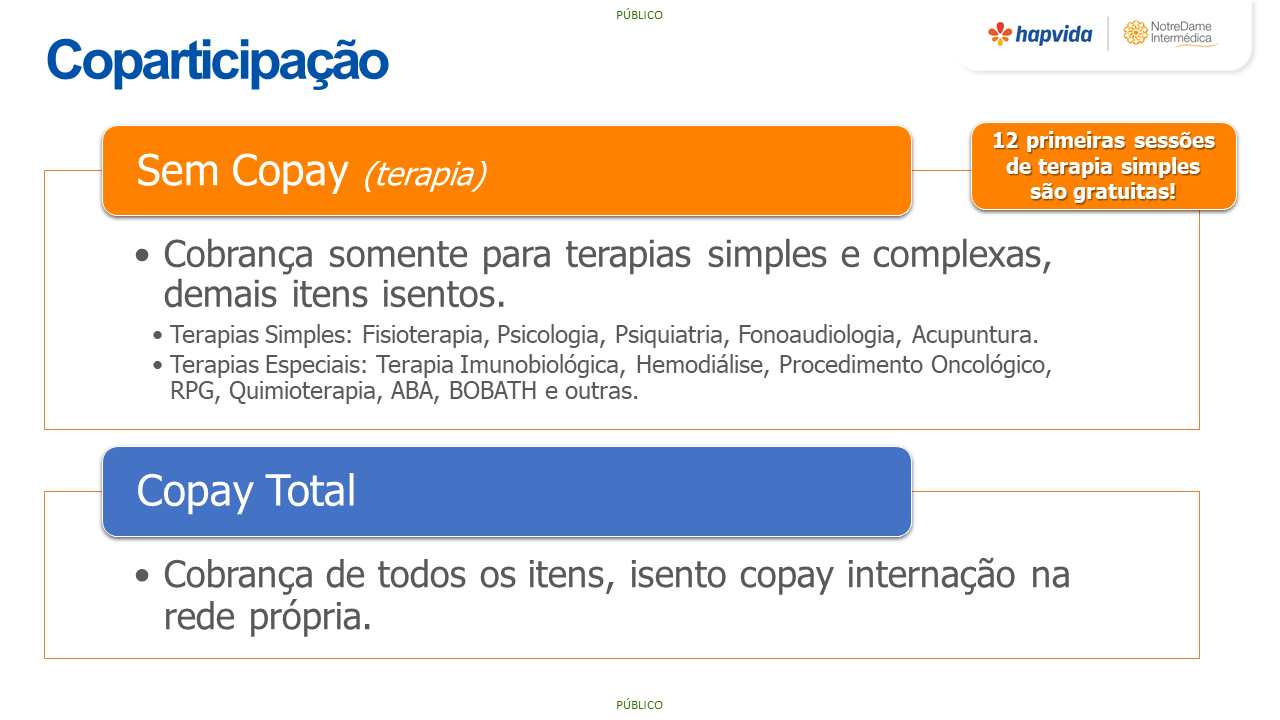 PÚBLICO
Coparticipação
hapvida
NotreDame
Intermédica
Sem Copay (terapia)
12 primeiras sessões
de terapia simples
são gratuitas!
• Cobrança somente para terapias simples e complexas,
demais itens isentos.
• Terapias Simples: Fisioterapia, Psicologia, Psiquiatria, Fonoaudiologia, Acupuntura.
• Terapias Especiais: Terapia Imunobiológica, Hemodiálise, Procedimento Oncológico,
RPG, Quimioterapia, ABA, BOBATH e outras.
Copay Total
• Cobrança de todos os itens, isento copay internação na
rede própria.
PÚBLICO